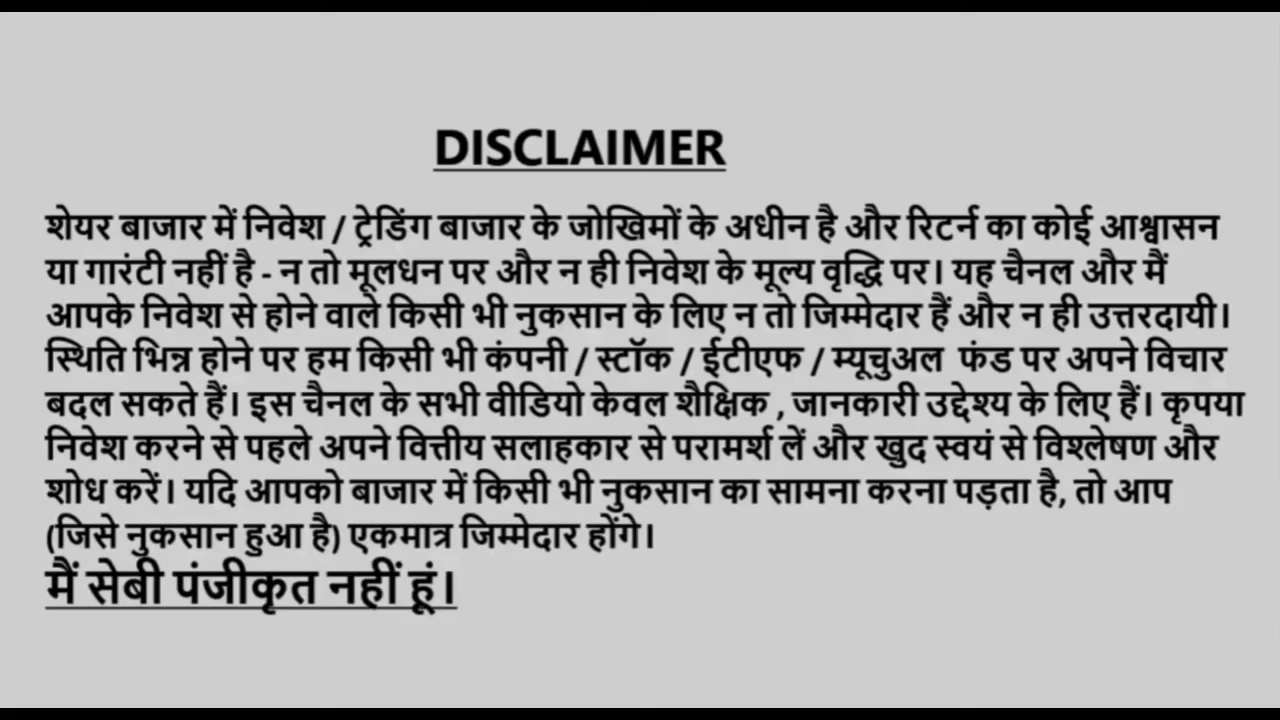 DISCLAIMER
शेयर बाजार में निवेश / ट्रेडिंग बाजार के जोखिमों के अधीन है और रिटर्न का कोई आश्वासन
या गारंटी नहीं है - न तो मूलधन पर और न ही निवेश के मूल्य वृद्धि पर। यह चैनल और मैं
आपके निवेश से होने वाले किसी भी नुकसान के लिए न तो जिम्मेदार हैं और न ही उत्तरदायी।
स्थिति भिन्न होने पर हम किसी भी कंपनी / स्टॉक / ईटीएफ / म्यूचुअल फंड पर अपने विचार
बदल सकते हैं। इस चैनल के सभी वीडियो केवल शैक्षिक , जानकारी उद्देश्य के लिए हैं। कृपया
निवेश करने से पहले अपने वित्तीय सलाहकार से परामर्श लें और खुद स्वयं से विश्लेषण और
शोध करें। यदि आपको बाजार में किसी भी नुकसान का सामना करना पड़ता है, तो आप
(जिसे नुकसान हुआ है) एकमात्र जिम्मेदार होंगे।
मैं सेबी पंजीकृत नहीं हूं।